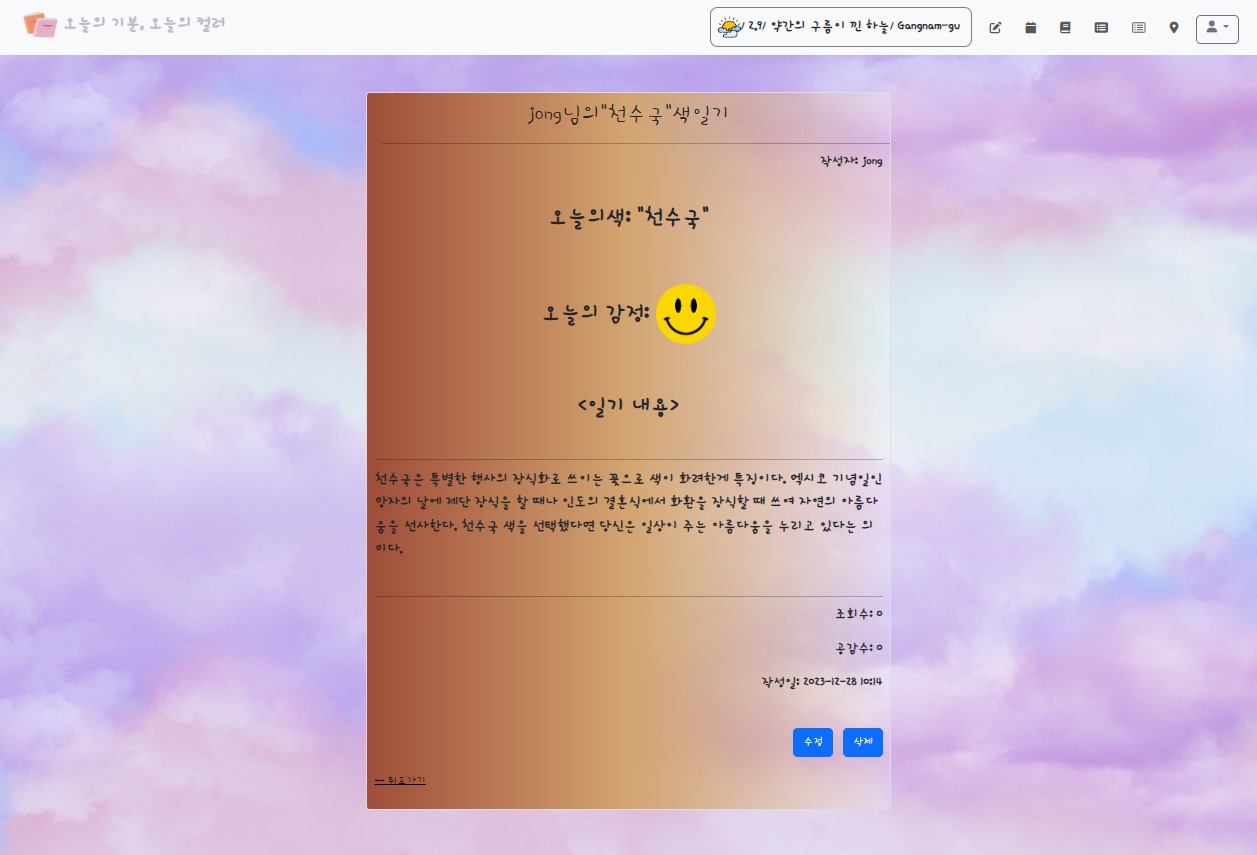 오늘의 기분, 오늘의 컬러
/ 2.9/ 약간의 구름이 낀 하늘/ Gangnam-gu
jong님의"천수국"색일기
작성자: jong
오늘의색: "천수국"
오늘의 감정:
<일기 내용>
천수국은 특별한 행사의 장식화로 쓰이는 꽃으로 색이 화려한게 특징이다. 멕시코 기념일인
망자의 날에 제단 장식을 할 때나 인도의 결혼식에서 화환을 장식할 때 쓰여 자연의 아름다
움을 선사한다. 천수국 색을 선택했다면 당신은 일상이 주는 아름다움을 누리고 있다는 의
이다.
조회수: 0
공감수: 0
작성일: 2023-12-28 10:14
수정
삭제
← 뒤로가기